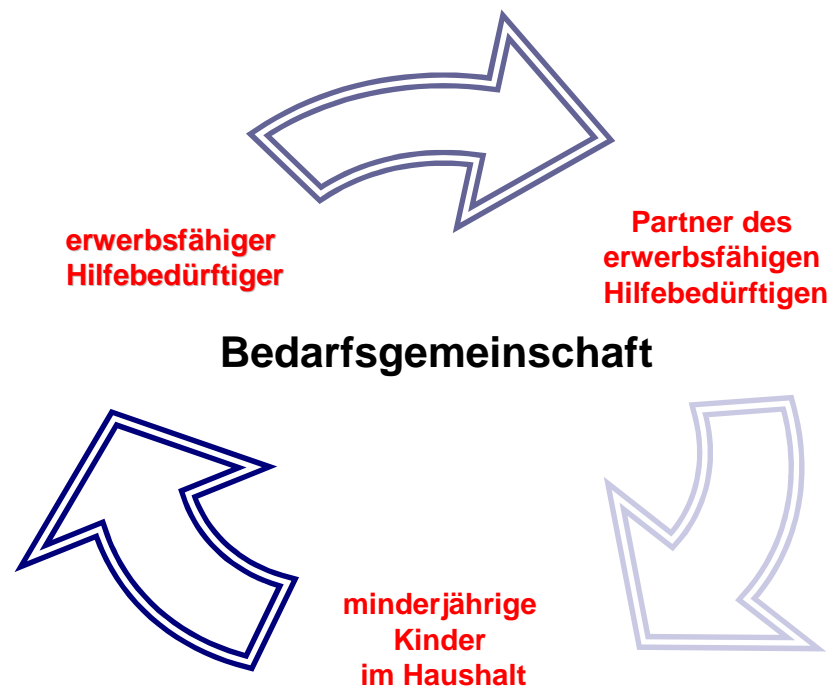 erwerbsfähiger
Hilfebedürftiger
Partner des
erwerbsfähigen
Hilfebedürftigen
Bedarfsgemeinschaft
minderjährige
Kinder
im Haushalt